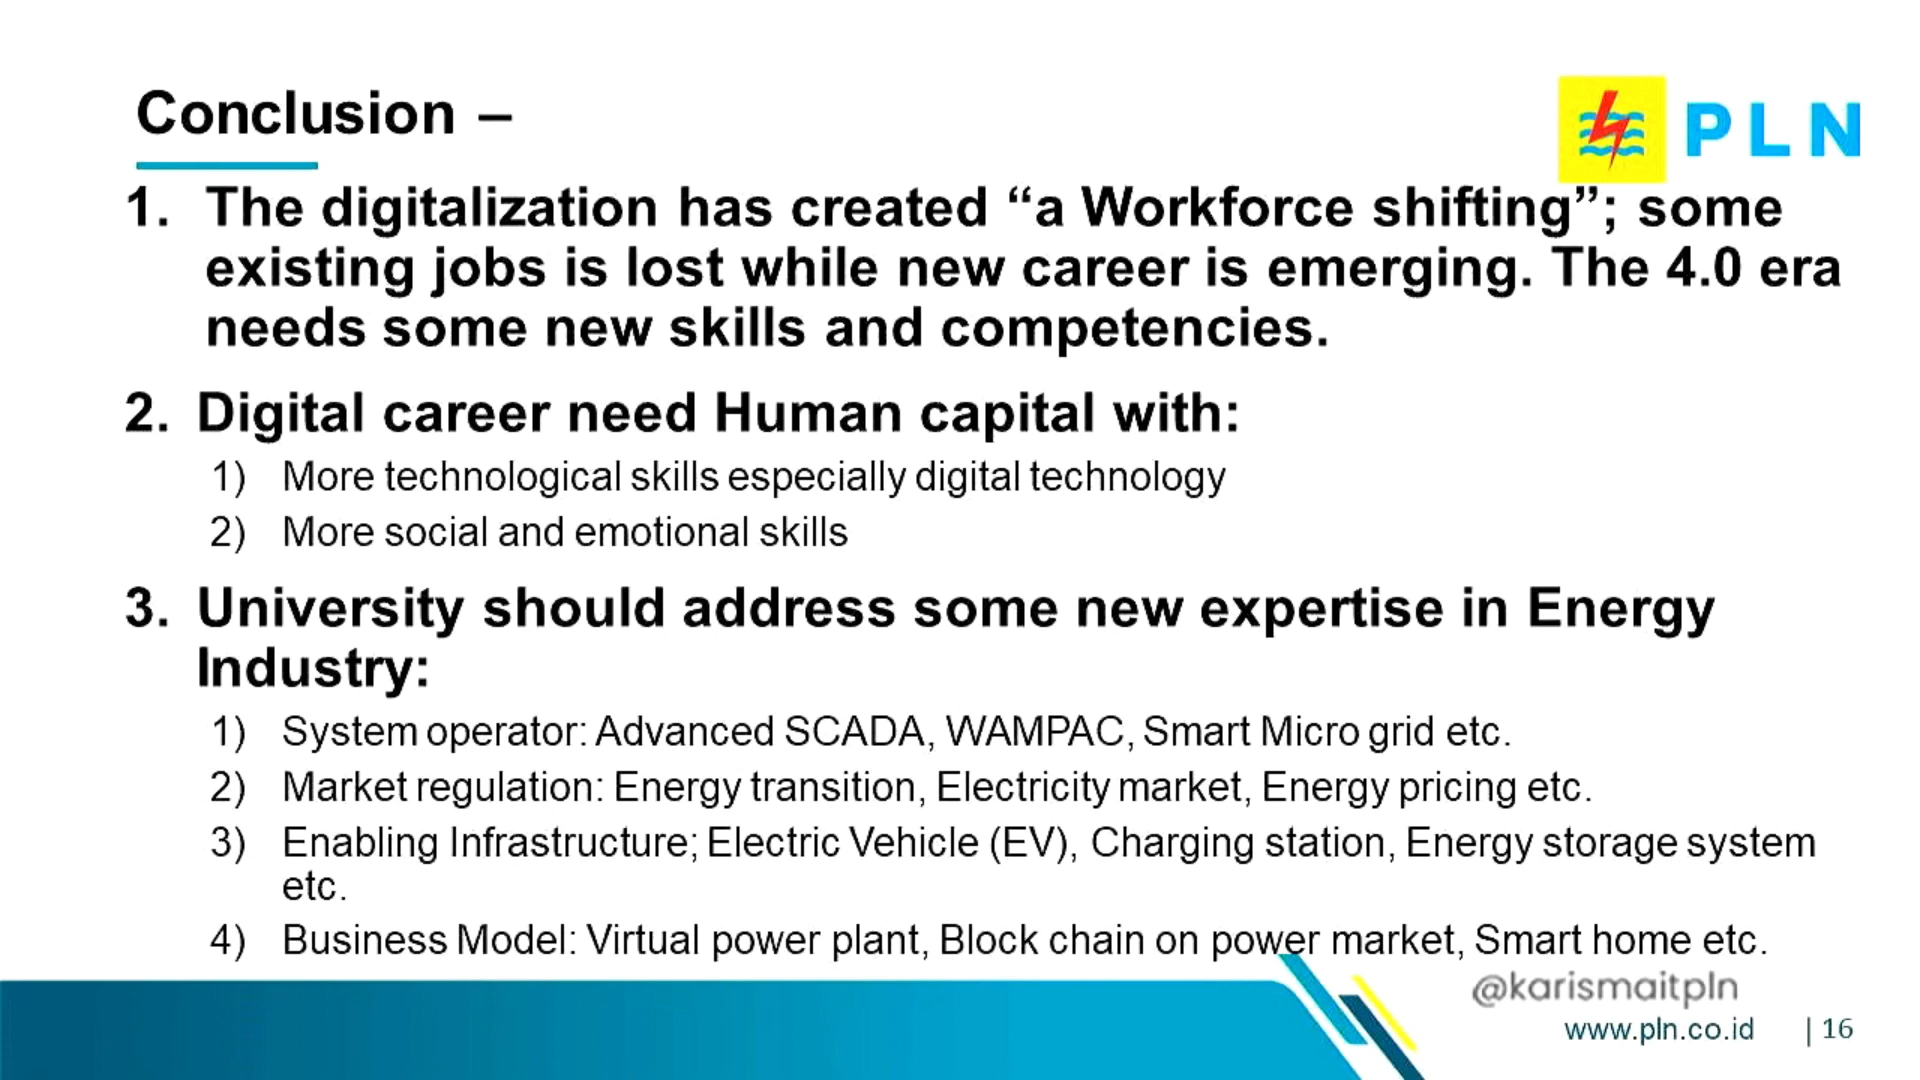 Conclusion –
PLN
1. The digitalization has created “a Workforce shifting”; some
existing jobs is lost while new career is emerging. The 4.0 era
needs some new skills and competencies.
2. Digital career need Human capital with:
1) More technological skills especially digital technology
2) More social and emotional skills
3. University should address some new expertise in Energy
Industry:
1) System operator: Advanced SCADA, WAMPAC, Smart Micro grid etc.
2) Market regulation: Energy transition, Electricity market, Energy pricing etc.
3) Enabling Infrastructure; Electric Vehicle (EV), Charging station, Energy storage system
etc.
4) Business Model: Virtual power plant, Block chain on power market, Smart home etc.
@karismaitpln
www.pln.co.id | 16